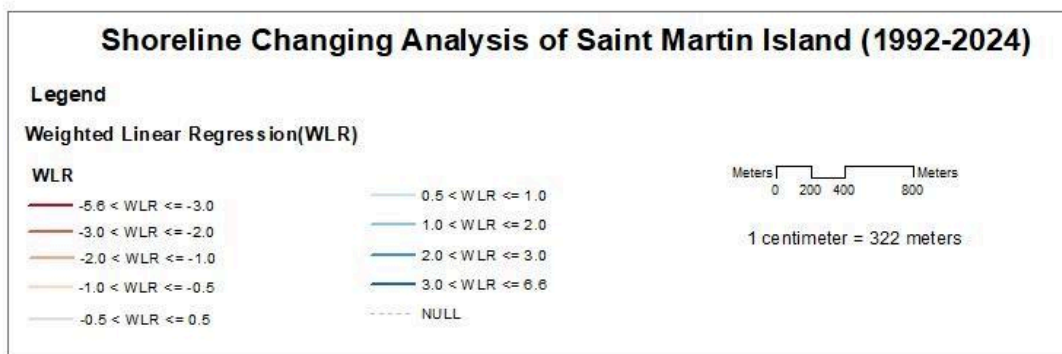 Shoreline Changing Analysis of Saint Martin Island (1992-2024)
Legend
Weighted Linear Regression(WLR)
WLR
-5.6 < WLR <= -3.0
-3.0 < WLR <= -2.0
-2.0 < WLR <= -1.0
-1.0 < WLR <= -0.5
-0.5 < WLR <= 0.5
0.5 < WLR <= 1.0
1.0 < WLR <= 2.0
2.0 < WLR <= 3.0
3.0 < WLR <= 6.6
NULL
Meters Meters
0 200 400 800
1 centimeter = 322 meters